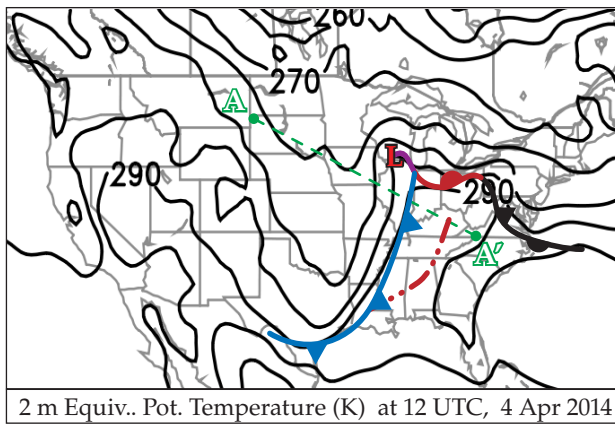 260
270
A
290
L
290
A′
2 m Equiv.. Pot. Temperature (K) at 12 UTC, 4 Apr 2014